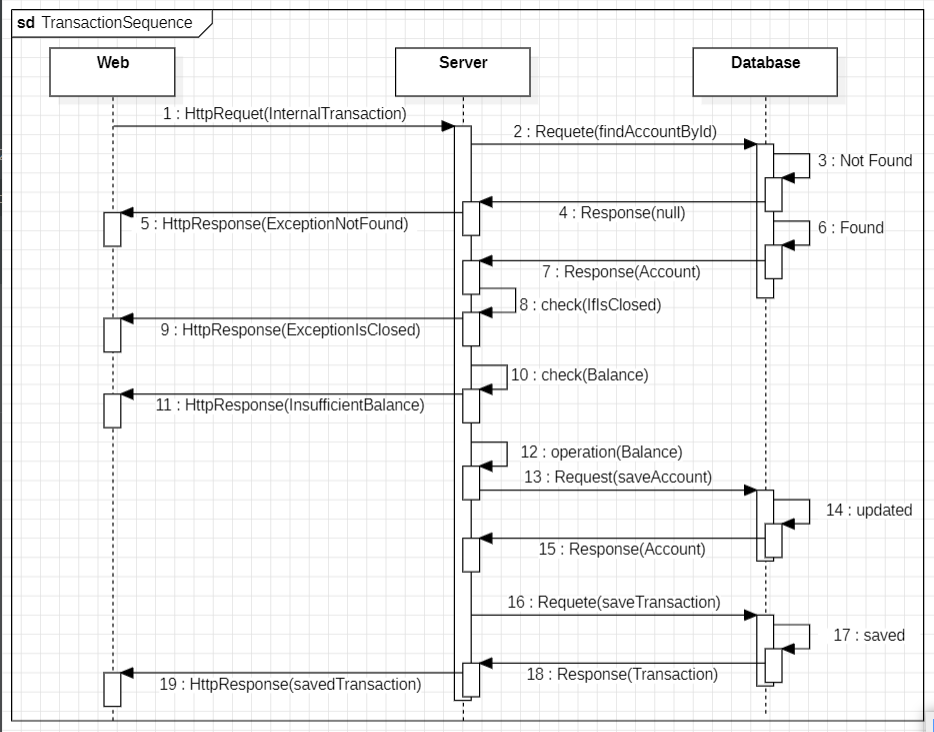 sd TransactionSequence
Web
Server
Database
1 : HttpRequet(InternalTransaction)
2 : Requete(findAccountById)
3 : Not Found
4 : Response(null)
5 : HttpResponse(ExceptionNotFound)
6 : Found
7 : Response(Account)
8 : check(IfIsClosed)
9 : HttpResponse(ExceptionIsClosed)
10 : check(Balance)
11 : HttpResponse(InsufficientBalance)
12 : operation(Balance)
13 : Request(saveAccount)
14 : updated
15 : Response(Account)
16 : Requete(saveTransaction)
17 : saved
18 : Response(Transaction)
19 : HttpResponse(savedTransaction)